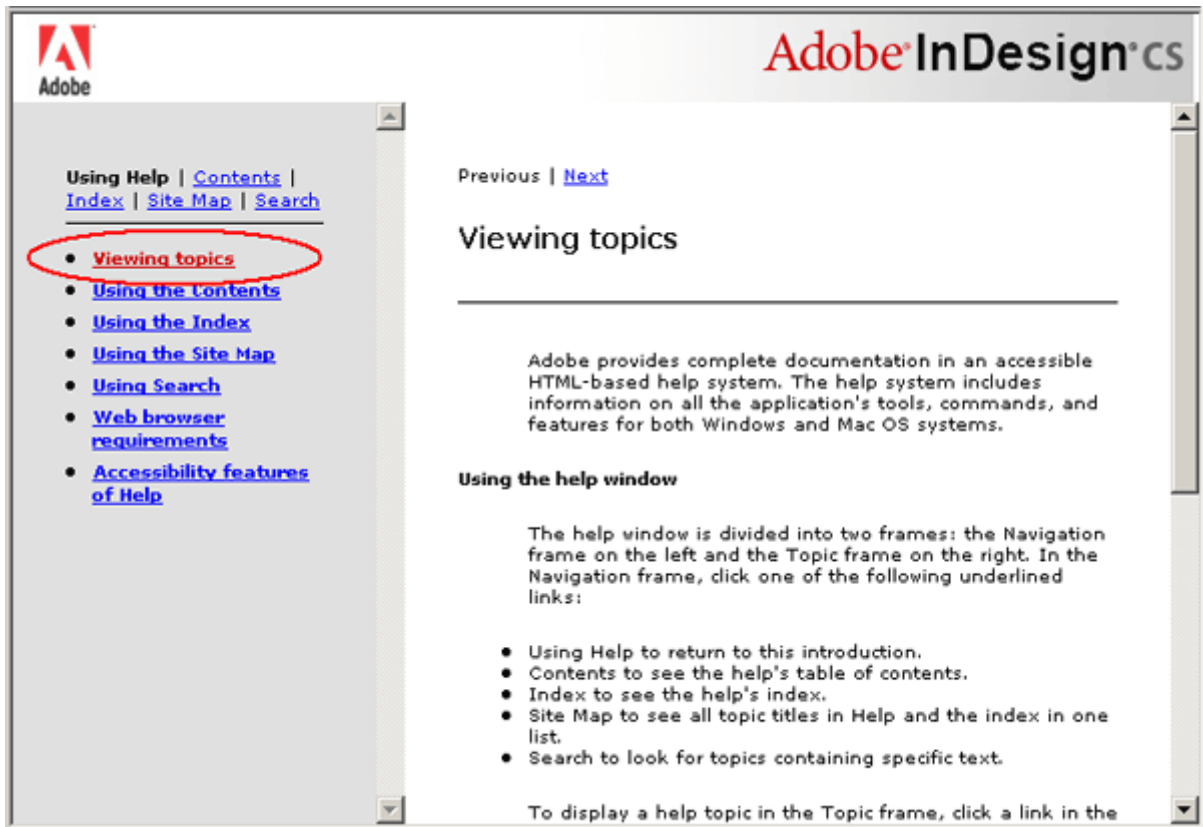 Adobe
Adobe InDesign cs
Using Help | Contents |
Index | Site Map | Search
Viewing topics
Using the Contents
Using the Index
Using the Site Map
Using Search
Web browser
requirements
Accessibility features
of Help
Previous | Next
Viewing topics
Adobe provides complete documentation in an accessible
HTML-based help system. The help system includes
information on all the application's tools, commands, and
features for both Windows and Mac OS systems.
Using the help window
The help window is divided into two frames: the Navigation
frame on the left and the Topic frame on the right. In the
Navigation frame, click one of the following underlined
links:
Using Help to return to this introduction.
Contents to see the help's table of contents.
Index to see the help's index.
Site Map to see all topic titles in Help and the index in one
list.
Search to look for topics containing specific text.
To display a help topic in the Topic frame, click a link in the